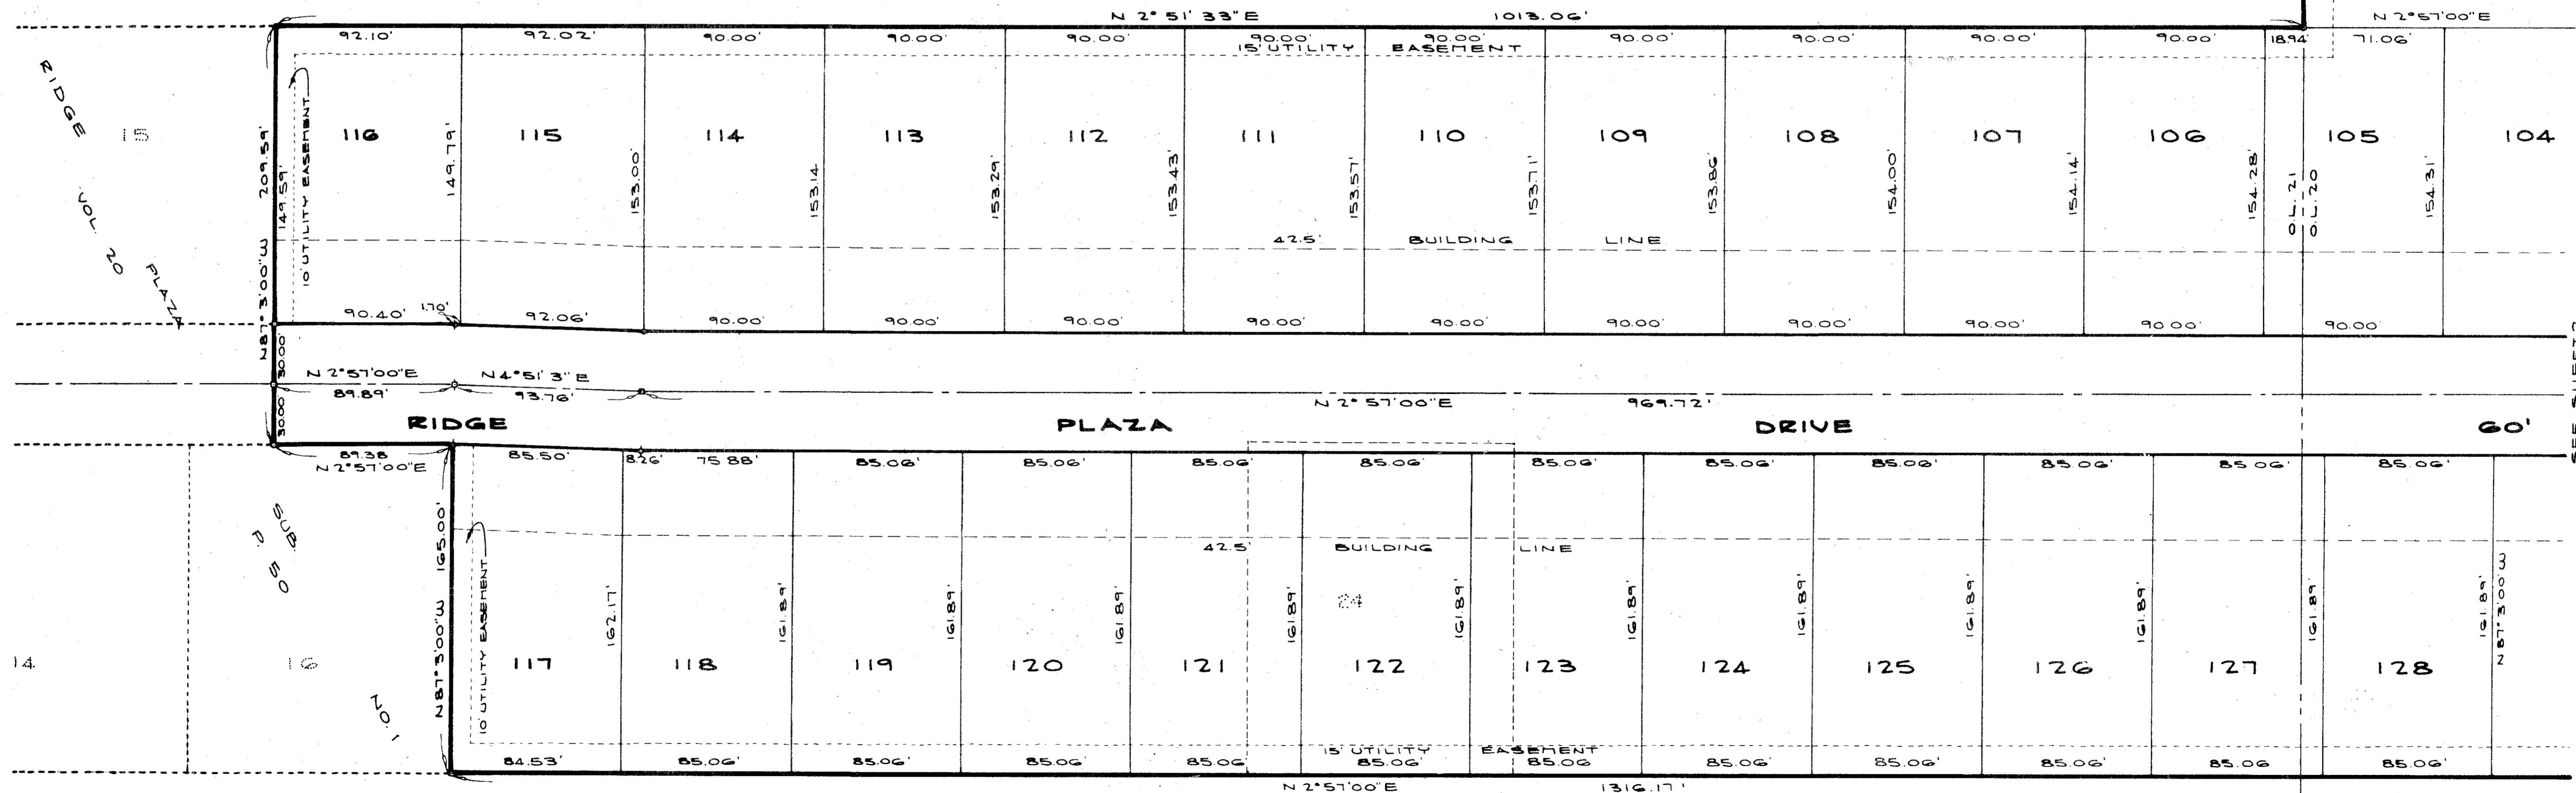 N 2° 51' 33"E 1013.06' N 2°57'00"E
92.10' 92.02' 90.00' 90.00' 90.00' 90.00' 90.00' 90.00' 90.00' 90.00' 90.00' 18.94' 71.06'
15' UTILITY EASEMENT
RIDGE PLAZA
VOL. 20
15 116 115 114 113 112 111 110 109 108 107 106 105 104
10' UTILITY EASEMENT
N87°3'00"W 209.59'
149.59' 149.79' 153.00' 153.14 153.29' 153.43' 153.57' 153.71' 153.86' 154.00' 154.14' 154.28' 154.31'
O.L. 21
O.L. 20
42.5' BUILDING LINE
90.40' 1.70' 92.06' 90.00' 90.00' 90.00' 90.00' 90.00' 90.00' 90.00' 90.00' 90.00' 90.00'
30.00'
N 2°57'00"E N4°51'3"E
89.89' 93.76'
N 2°57'00"E 969.72'
30.00'
RIDGE PLAZA DRIVE 60'
89.38
N 2°57'00"E
85.50' 8.26' 75.88' 85.06' 85.06' 85.06' 85.06' 85.06' 85.06' 85.06' 85.06' 85.06' 85.06'
SUB.
P. 50
NO. 1
N87°3'00"W 165.00'
10' UTILITY EASEMENT
42.5' BUILDING LINE
24
162.17' 161.89' 161.89' 161.89' 161.89' 161.89' 161.89' 161.89' 161.89' 161.89' 161.89' 161.89'
N 87°3'00"W
14 16 117 118 119 120 121 122 123 124 125 126 127 128
15' UTILITY EASEMENT
84.53' 85.06' 85.06' 85.06' 85.06' 85.06' 85.06 85.06' 85.06' 85.06' 85.06 85.06'
N 2°57'00"E 1316.17'